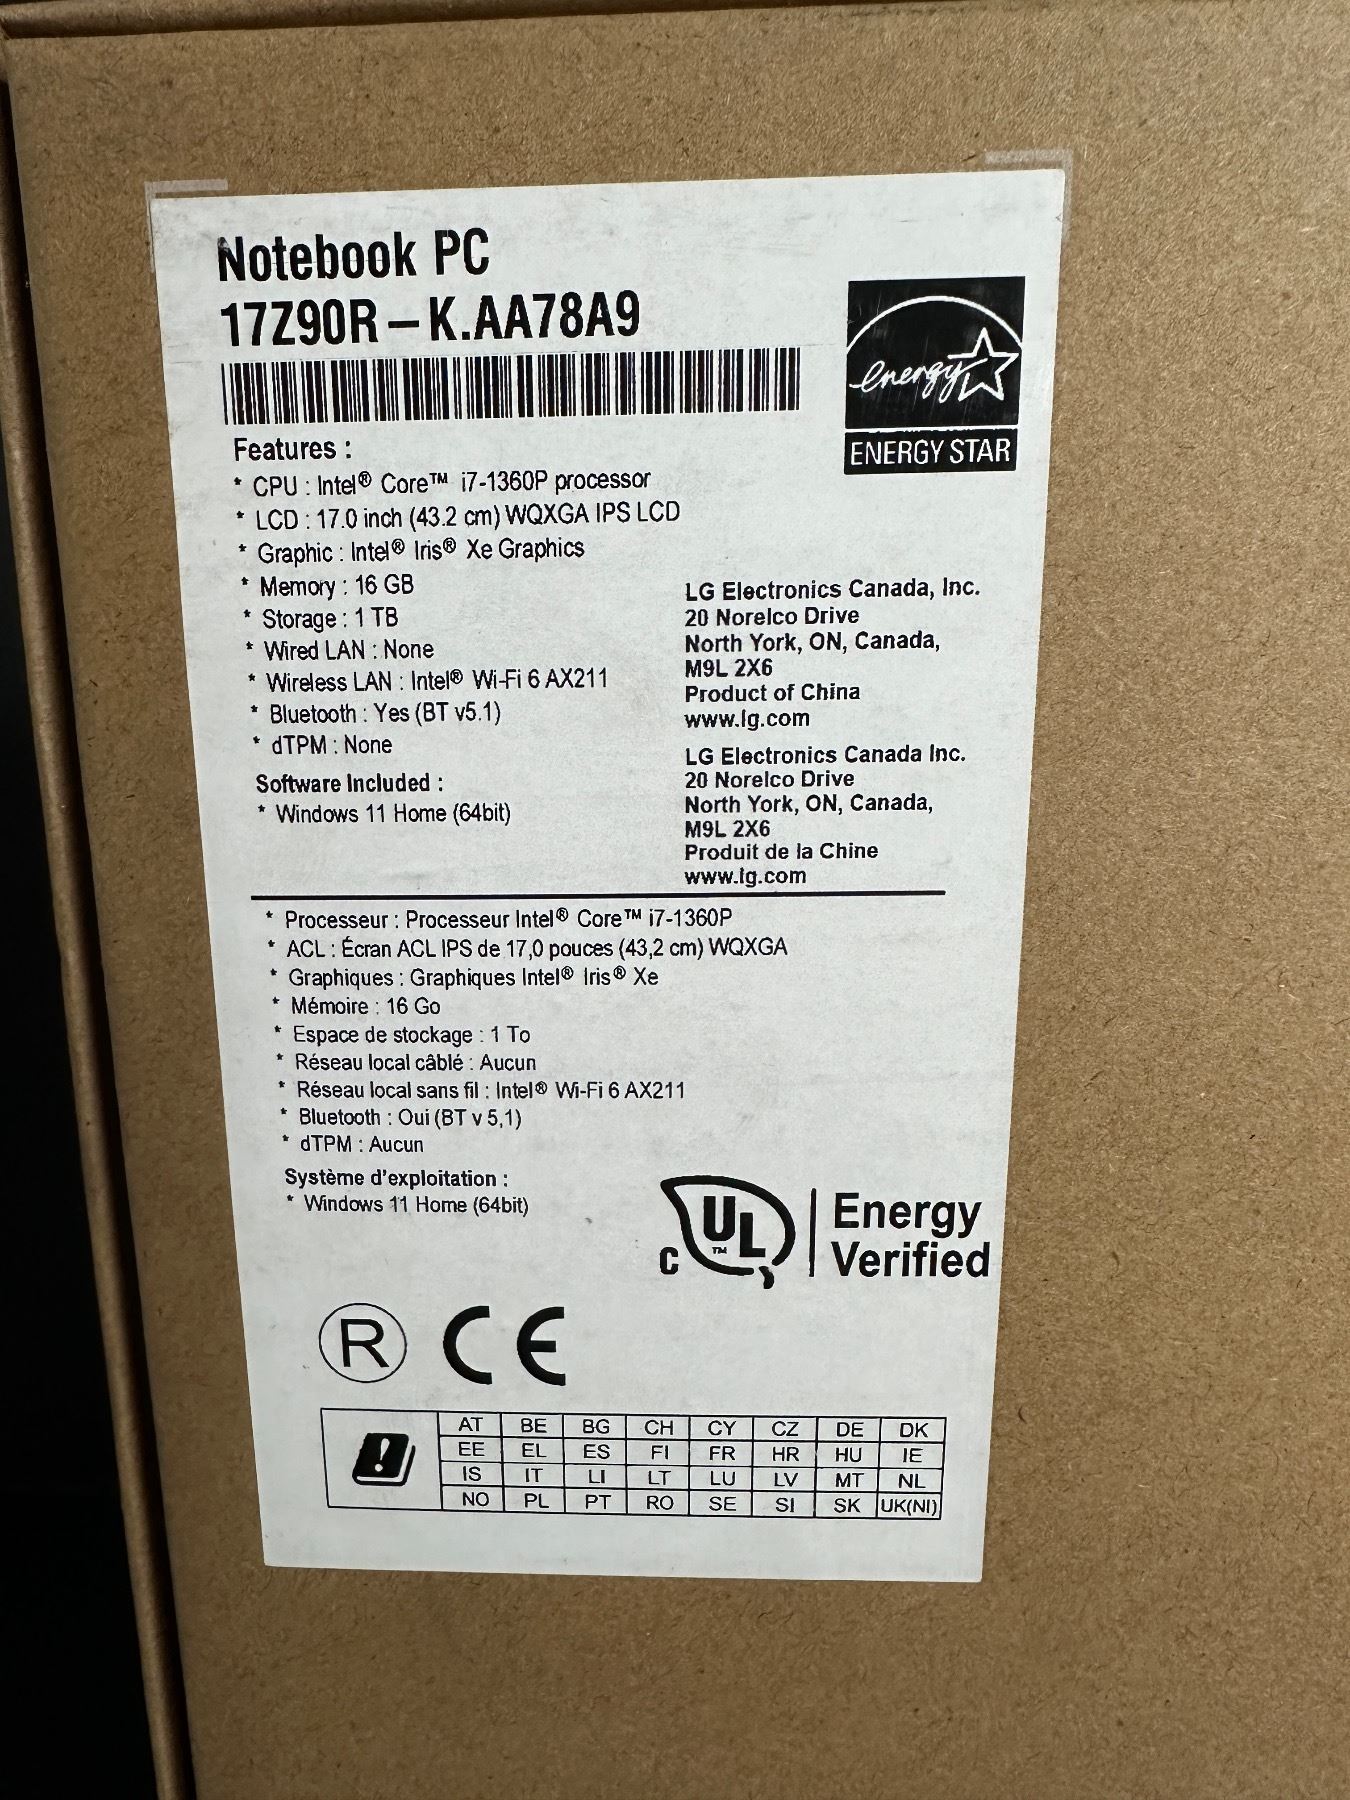 Notebook PC
17Z90R – K.AA78A9
energy
ENERGY STAR
Features :
* CPU : Intel® Core™ i7-1360P processor
* LCD : 17.0 inch (43.2 cm) WQXGA IPS LCD
* Graphic : Intel® Iris® Xe Graphics
* Memory : 16 GB
* Storage : 1 TB
* Wired LAN : None
* Wireless LAN : Intel® Wi-Fi 6 AX211
* Bluetooth : Yes (BT v5.1)
* dTPM : None
Software Included :
* Windows 11 Home (64bit)
LG Electronics Canada, Inc.
20 Norelco Drive
North York, ON, Canada,
M9L 2X6
Product of China
www.lg.com
LG Electronics Canada Inc.
20 Norelco Drive
North York, ON, Canada,
M9L 2X6
Produit de la Chine
www.lg.com
* Processeur : Processeur Intel® Core™ i7-1360P
* ACL : Écran ACL IPS de 17,0 pouces (43,2 cm) WQXGA
* Graphiques : Graphiques Intel® Iris® Xe
* Mémoire : 16 Go
* Espace de stockage : 1 To
* Réseau local câblé : Aucun
* Réseau local sans fil : Intel® Wi-Fi 6 AX211
* Bluetooth : Oui (BT v 5,1)
* dTPM : Aucun
Système d'exploitation :
* Windows 11 Home (64bit)
C UL ™
Energy
Verified
R CE
! AT BE BG CH CY CZ DE DK
EE EL ES FI FR HR HU IE
IS IT LI LT LU LV MT NL
NO PL PT RO SE SI SK UK(NI)